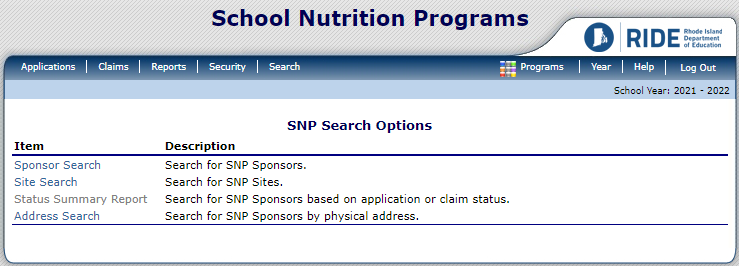 School Nutrition Programs
RIDE Rhode Island
Department
of Education
Applications Claims Reports Security Search Programs Year Help Log Out
School Year: 2021 - 2022
SNP Search Options
Item Description
Sponsor Search Search for SNP Sponsors.
Site Search Search for SNP Sites.
Status Summary Report Search for SNP Sponsors based on application or claim status.
Address Search Search for SNP Sponsors by physical address.